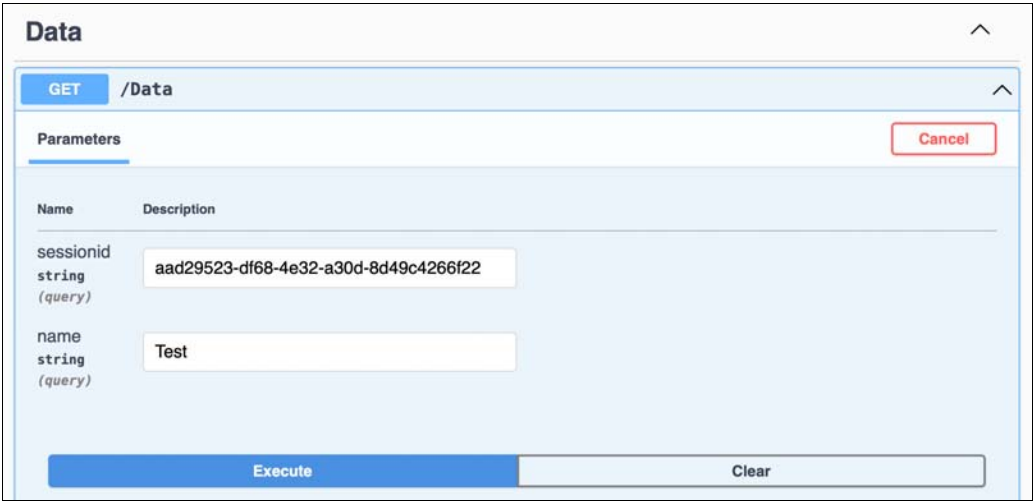 Data
GET /Data
Parameters Cancel
Name Description
sessionid
string
(query)
aad29523-df68-4e32-a30d-8d49c4266f22
name
string
(query)
Test
Execute Clear